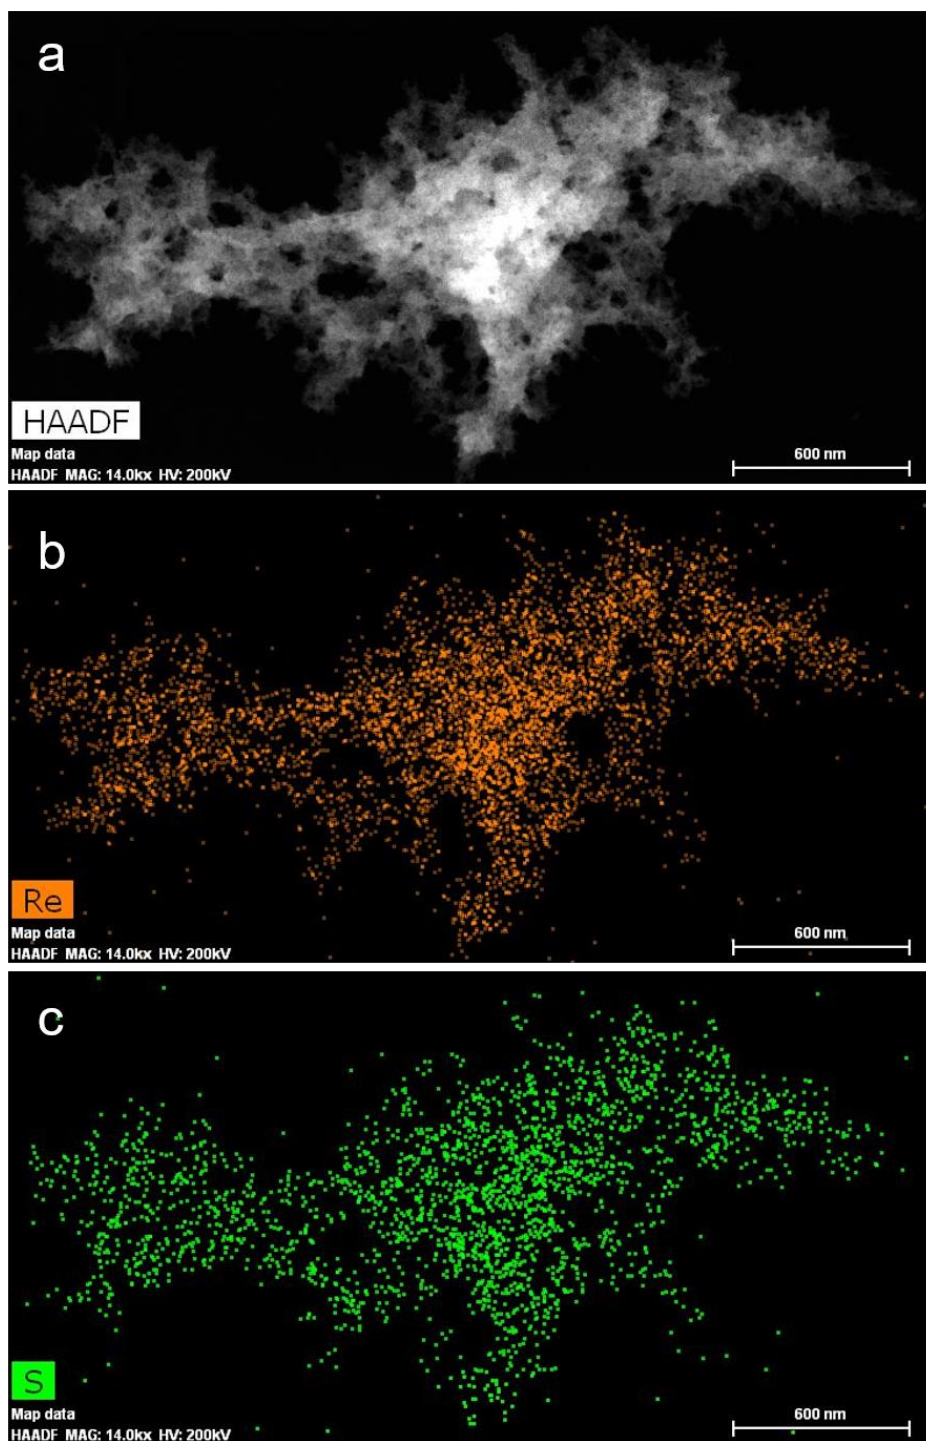 a
HAADF
Map data
HAADF MAG: 14.0kx HV: 200kV
600 nm
b
Re
Map data
HAADF MAG: 14.0kx HV: 200kV
600 nm
c
S
Map data
HAADF MAG: 14.0kx HV: 200kV
600 nm